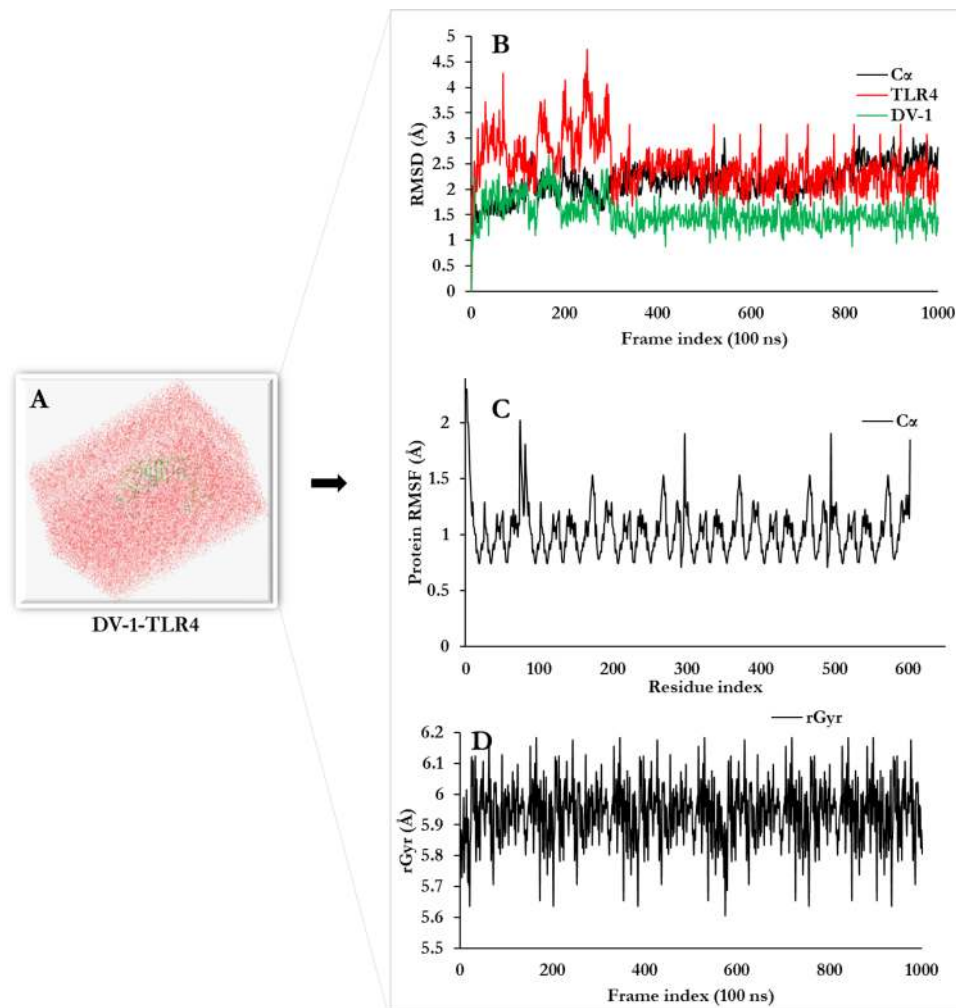 A
DV-1-TLR4
B
Cα
TLR4
DV-1
RMSD (Å)
5
4.5
4
3.5
3
2.5
2
1.5
1
0.5
0
0 200 400 600 800 1000
Frame index (100 ns)
C
Cα
Protein RMSF (Å)
2
1.5
1
0.5
0
0 100 200 300 400 500 600
Residue index
rGyr
D
rGyr (Å)
6.2
6.1
6
5.9
5.8
5.7
5.6
5.5
0 200 400 600 800 1000
Frame index (100 ns)